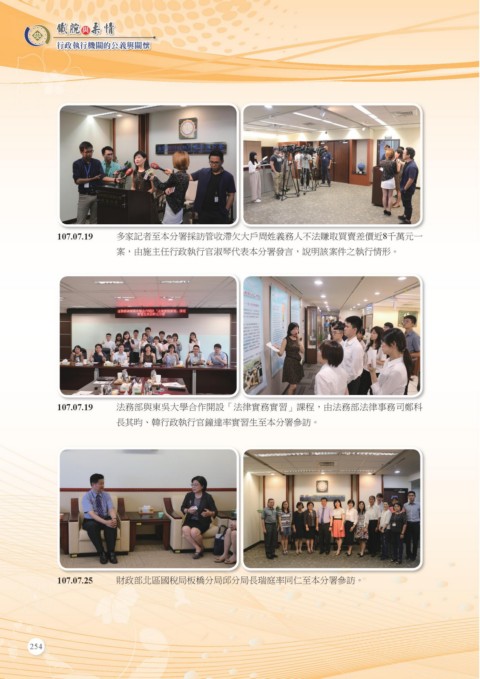 鐵腕與柔情
行政執行機關的公義與關懷
107.07.19 多家記者至本分署採訪管收滯欠大戶周姓義務人不法賺取買賣差價近8千萬元一
案，由施主任行政執行官淑琴代表本分署發言，說明該案件之執行情形。
107.07.19 法務部與東吳大學合作開設「法律實務實習」課程，由法務部法律事務司鄭科
長其昀、韓行政執行官鐘達率實習生至本分署參訪。
107.07.25 財政部北區國稅局板橋分局邱分局長瑞庭率同仁至本分署參訪。
254